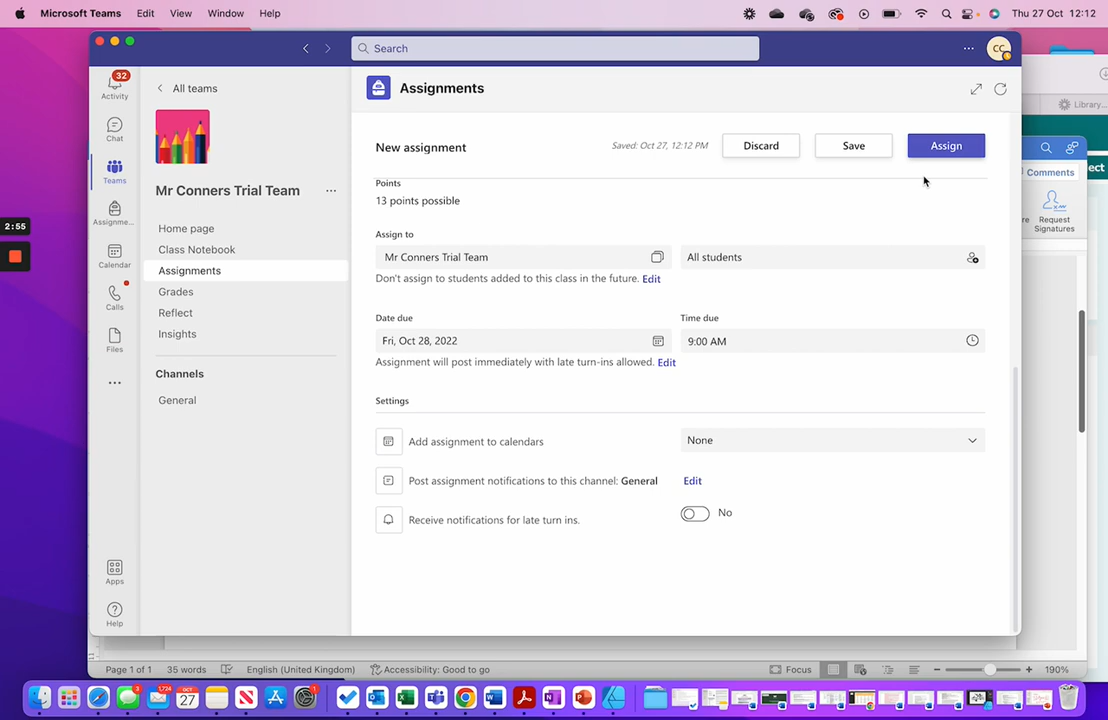 Microsoft Teams Edit View Window Help
Thu 27 Oct 12:12
Search
CC
32
Activity
Chat
Teams
Assignme...
Calendar
Calls
Files
Apps
Help
2:55
All teams
Mr Conners Trial Team
Home page
Class Notebook
Assignments
Grades
Reflect
Insights
Channels
General
Assignments
New assignment
Saved: Oct 27, 12:12 PM
Discard
Save
Assign
Points
13 points possible
Assign to
Mr Conners Trial Team
All students
Don't assign to students added to this class in the future. Edit
Date due
Time due
Fri, Oct 28, 2022
9:00 AM
Assignment will post immediately with late turn-ins allowed. Edit
Settings
Add assignment to calendars
None
Post assignment notifications to this channel: General
Edit
Receive notifications for late turn ins.
No
Library...
ect
Comments
re
Request
Signatures
Page 1 of 1 35 words English (United Kingdom) Accessibility: Good to go
Focus
190%
1,724
OCT
27